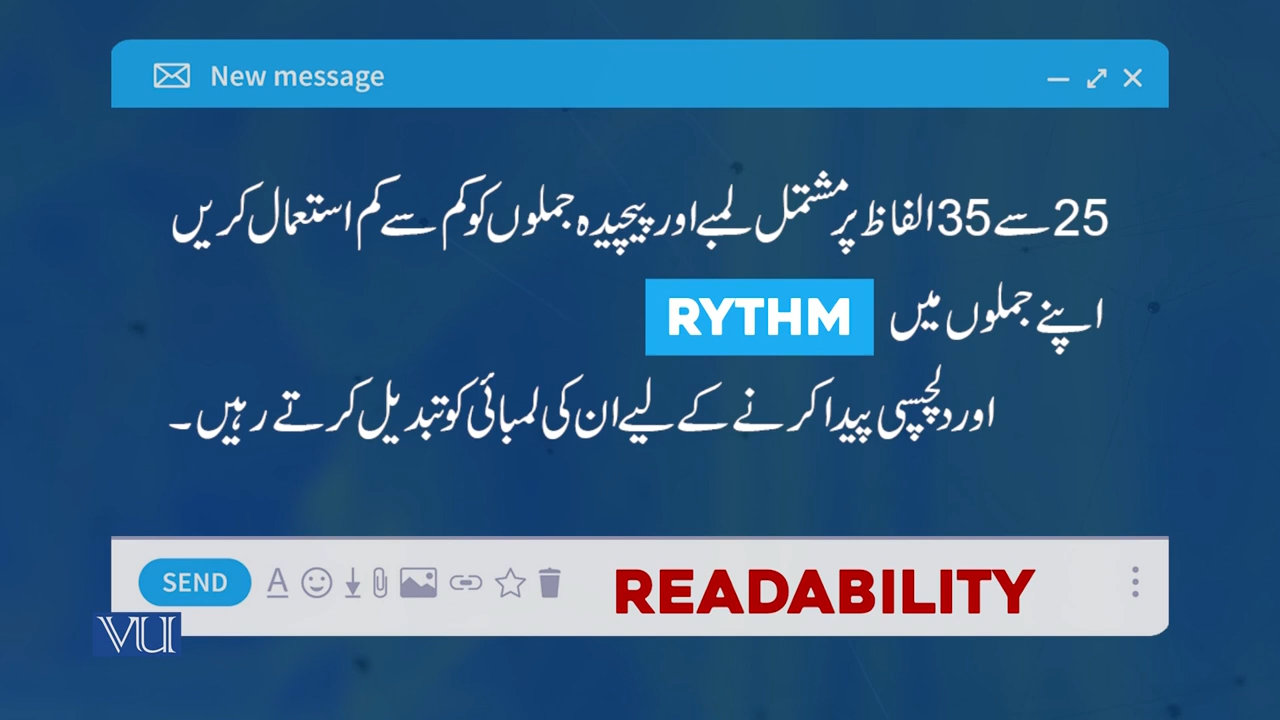 New message
25 سے 35 الفاظ پر مشتمل لمبے اور پیچیدہ جملوں کو کم سے کم استعمال کریں
اپنے جملوں میں RYTHM
اور دلچسپی پیدا کرنے کے لیے ان کی لمبائی کو تبدیل کرتے رہیں۔
SEND A READABILITY
VU